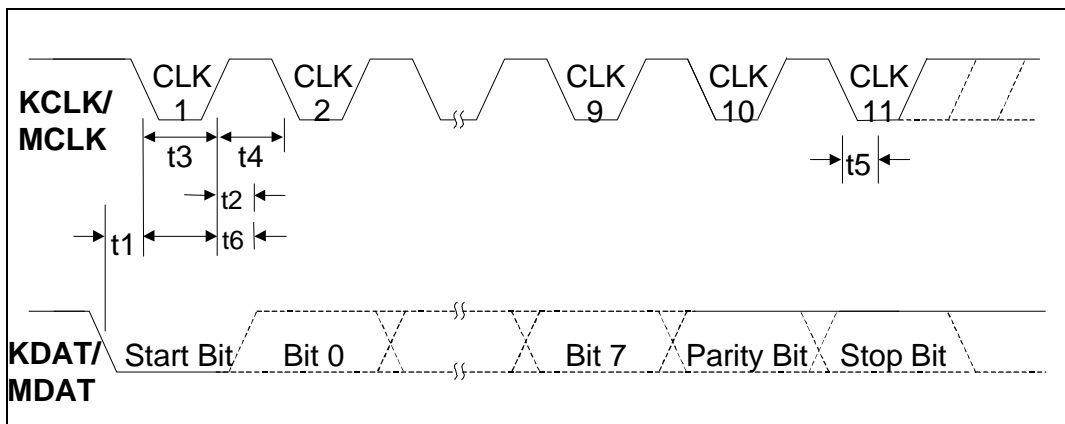 KCLK/
MCLK
CLK
1
CLK
2
CLK
9
CLK
10
CLK
11
t3
t4
t5
t2
t1
t6
KDAT/
MDAT
Start Bit
Bit 0
Bit 7
Parity Bit
Stop Bit